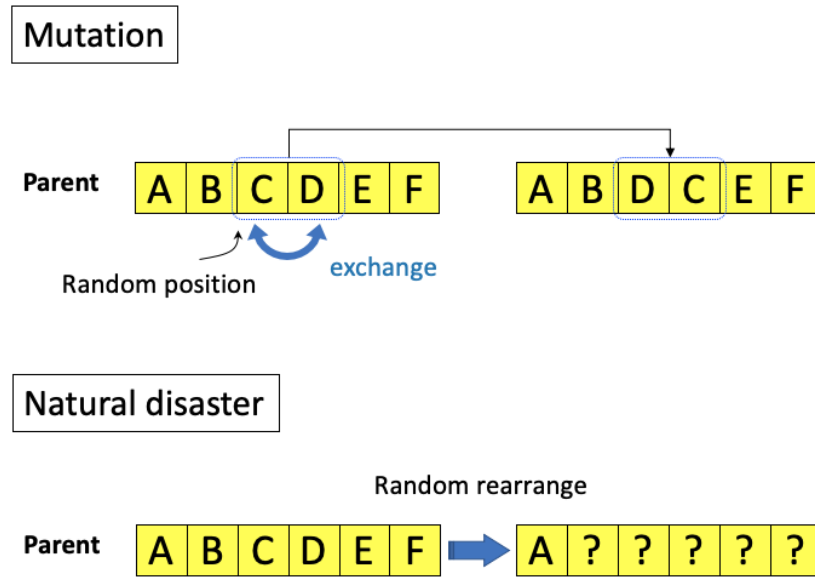 Mutation
Parent A B C D E F A B D C E F
Random position exchange
Natural disaster
Random rearrange
Parent A B C D E F A ? ? ? ? ?